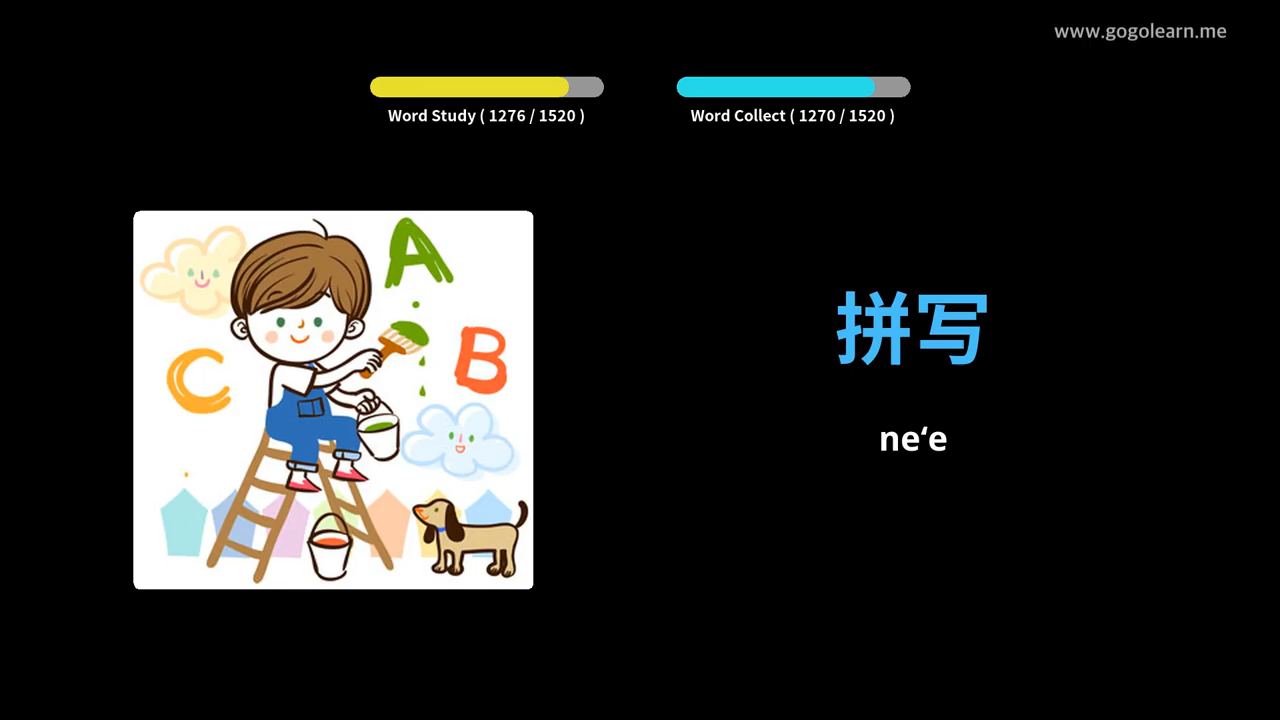 www.gogolearn.me
Word Study ( 1276 / 1520 )
Word Collect ( 1270 / 1520 )
A
B
C
拼写
ne‘e